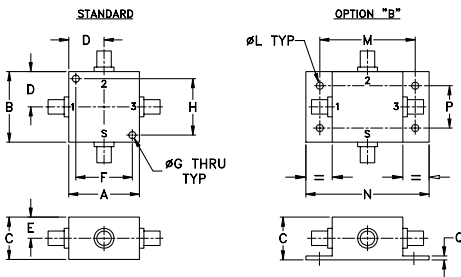 STANDARD
OPTION "B"
D
ØL TYP
M
D
B
2
1
3
S
H
2
1
3
S
P
ØG THRU
TYP
F
A
=
=
N
C
E
C
Q